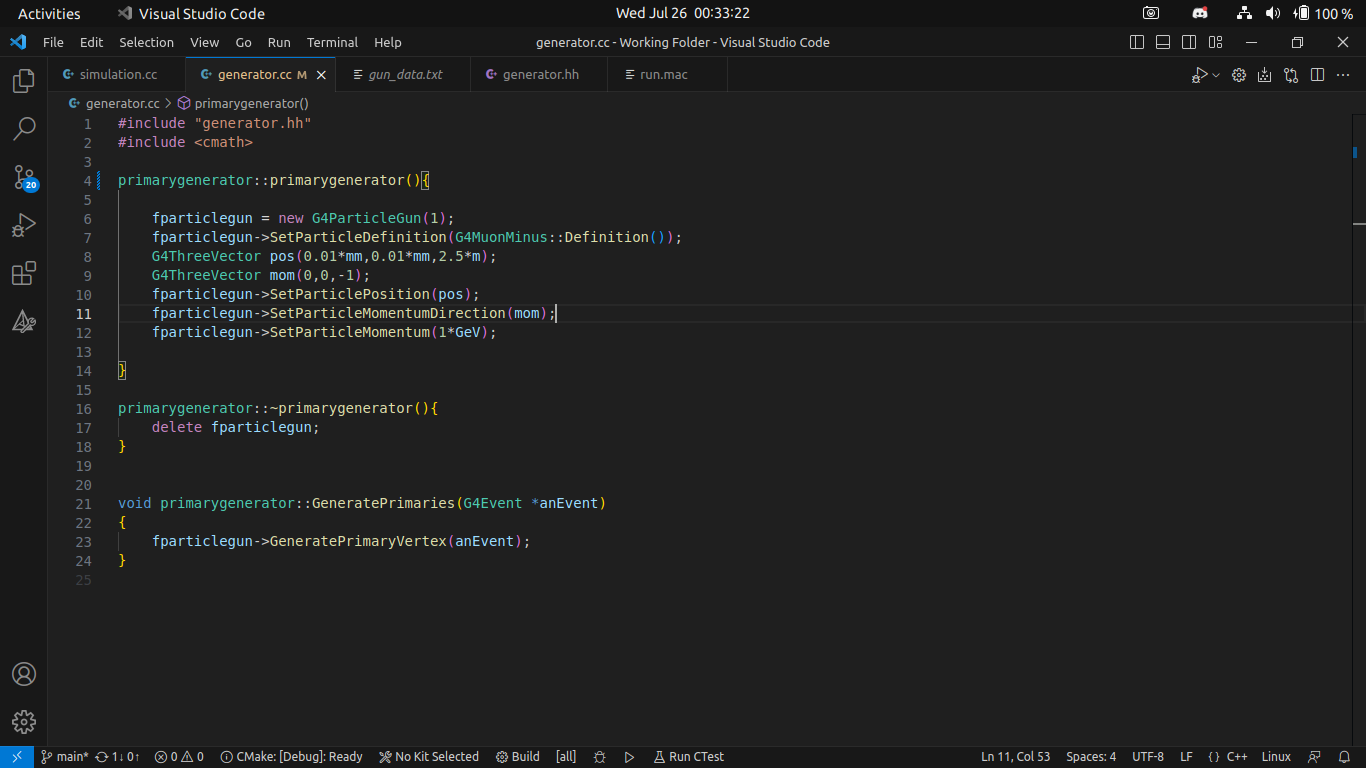 Activities Visual Studio Code Wed Jul 26 00:33:22 100 %
File Edit Selection View Go Run Terminal Help generator.cc - Working Folder - Visual Studio Code
simulation.cc generator.cc M gun_data.txt generator.hh run.mac
generator.cc > primarygenerator()
1 #include "generator.hh"
2 #include <cmath>
3
4 primarygenerator::primarygenerator(){
5
6 fparticlegun = new G4ParticleGun(1);
7 fparticlegun->SetParticleDefinition(G4MuonMinus::Definition());
8 G4ThreeVector pos(0.01*mm,0.01*mm,2.5*m);
9 G4ThreeVector mom(0,0,-1);
10 fparticlegun->SetParticlePosition(pos);
11 fparticlegun->SetParticleMomentumDirection(mom);
12 fparticlegun->SetParticleMomentum(1*GeV);
13
14 }
15
16 primarygenerator::~primarygenerator(){
17 delete fparticlegun;
18 }
19
20
21 void primarygenerator::GeneratePrimaries(G4Event *anEvent)
22 {
23 fparticlegun->GeneratePrimaryVertex(anEvent);
24 }
25
20
main* 1↓ 0↑ 0 0 CMake: [Debug]: Ready No Kit Selected Build [all] Run CTest Ln 11, Col 53 Spaces: 4 UTF-8 LF {} C++ Linux